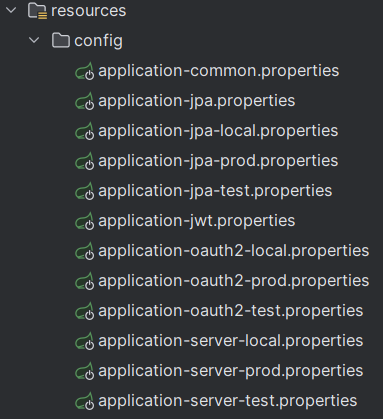 resources
config
application-common.properties
application-jpa.properties
application-jpa-local.properties
application-jpa-prod.properties
application-jpa-test.properties
application-jwt.properties
application-oauth2-local.properties
application-oauth2-prod.properties
application-oauth2-test.properties
application-server-local.properties
application-server-prod.properties
application-server-test.properties